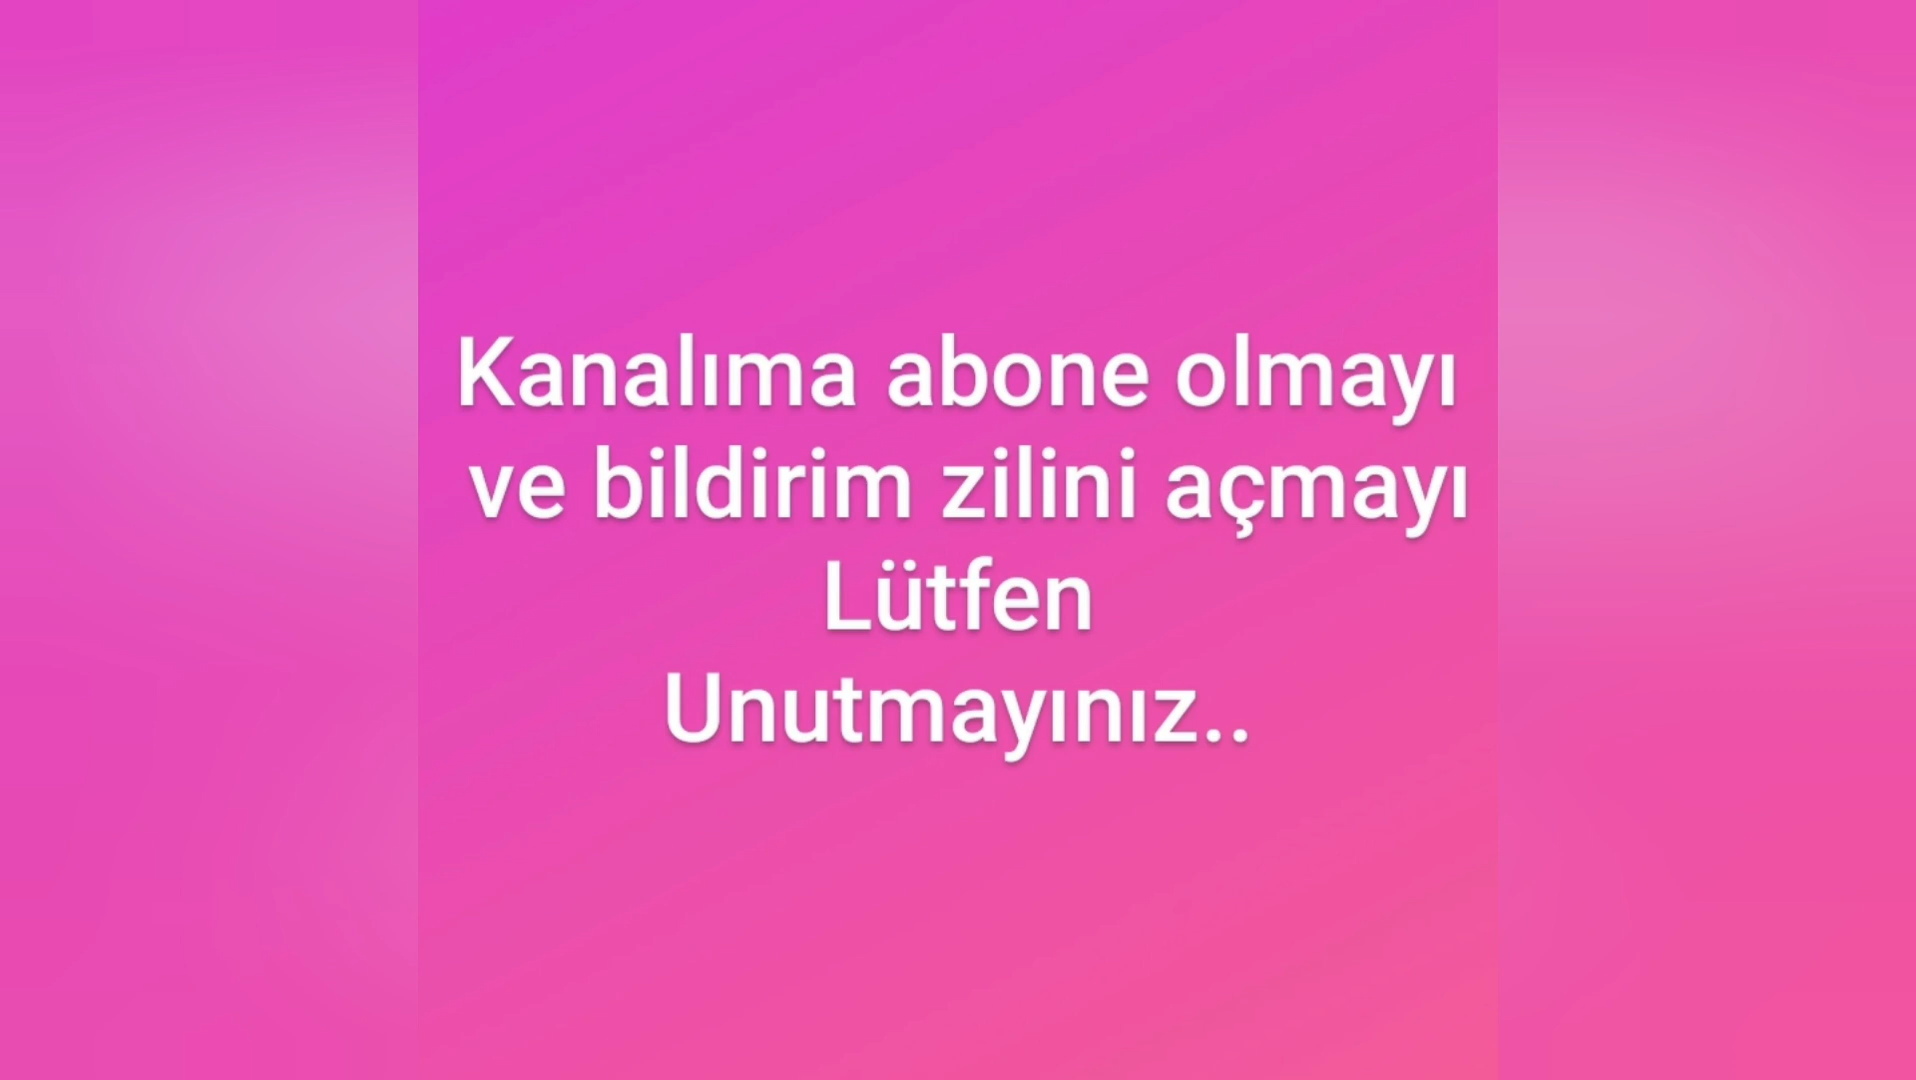 Kanalıma abone olmayı
ve bildirim zilini açmayı
Lütfen
Unutmayınız..